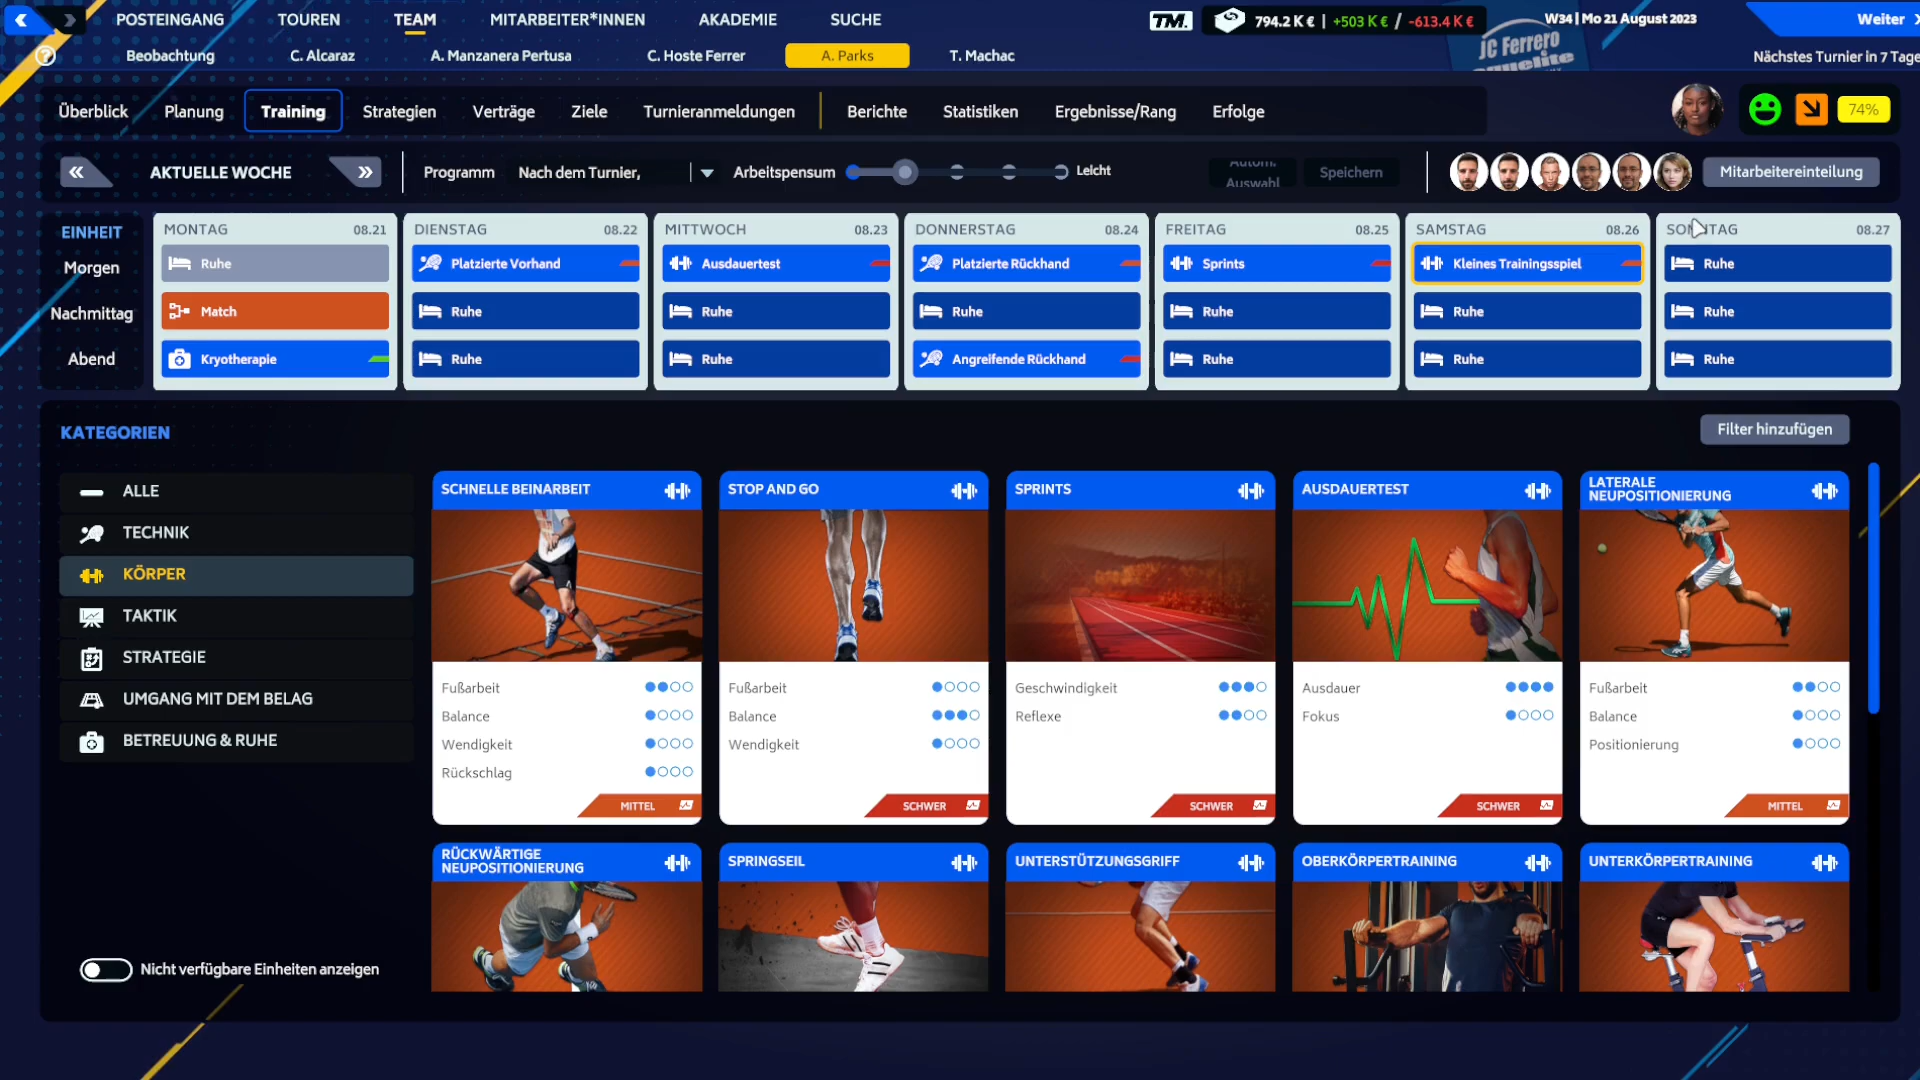 POSTEINGANG TOUREN TEAM MITARBEITER*INNEN AKADEMIE SUCHE TM. 794.2 K € | +503 K € / -613.4 K € W34 | Mo 21 August 2023 Weiter
JC Ferrero
Beobachtung C. Alcaraz A. Manzanera Pertusa C. Hoste Ferrer A. Parks T. Machac Nächstes Turnier in 7 Tage
Überblick Planung Training Strategien Verträge Ziele Turnieranmeldungen Berichte Statistiken Ergebnisse/Rang Erfolge 74%
AKTUELLE WOCHE Programm Nach dem Turnier, Arbeitspensum Leicht Autom. Auswahl Speichern Mitarbeitereinteilung
EINHEIT MONTAG 08.21 DIENSTAG 08.22 MITTWOCH 08.23 DONNERSTAG 08.24 FREITAG 08.25 SAMSTAG 08.26 SONNTAG 08.27
Morgen Ruhe Platzierte Vorhand Ausdauertest Platzierte Rückhand Sprints Kleines Trainingsspiel Ruhe
Nachmittag Match Ruhe Ruhe Ruhe Ruhe Ruhe Ruhe
Abend Kryotherapie Ruhe Ruhe Angreifende Rückhand Ruhe Ruhe Ruhe
KATEGORIEN Filter hinzufügen
ALLE
TECHNIK
KÖRPER
TAKTIK
STRATEGIE
UMGANG MIT DEM BELAG
BETREUUNG & RUHE
Nicht verfügbare Einheiten anzeigen
SCHNELLE BEINARBEIT
Fußarbeit
Balance
Wendigkeit
Rückschlag
MITTEL
STOP AND GO
Fußarbeit
Balance
Wendigkeit
SCHWER
SPRINTS
Geschwindigkeit
Reflexe
SCHWER
AUSDAUERTEST
Ausdauer
Fokus
SCHWER
LATERALE
NEUPOSITIONIERUNG
Fußarbeit
Balance
Positionierung
MITTEL
RÜCKWÄRTIGE
NEUPOSITIONIERUNG
SPRINGSEIL
UNTERSTÜTZUNGSGRIFF
OBERKÖRPERTRAINING
UNTERKÖRPERTRAINING